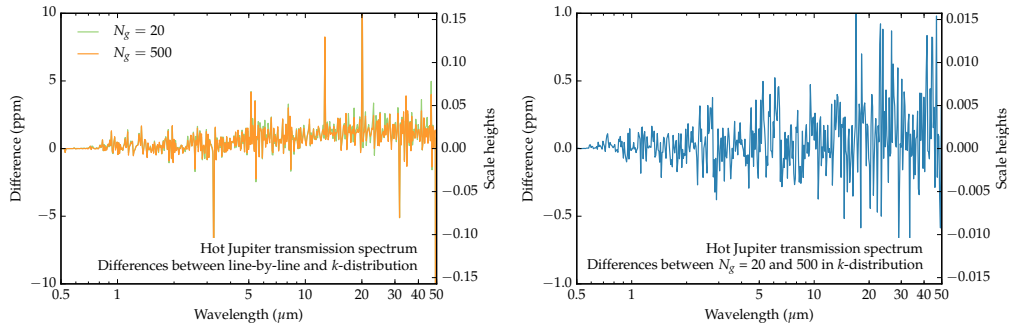 10
5
0
−5
−10
Difference (ppm)
N_g = 20
N_g = 500
0.15
0.10
0.05
0.00
−0.05
−0.10
−0.15
Scale heights
Hot Jupiter transmission spectrum
Differences between line-by-line and k-distribution
0.5 1 5 10 20 30 40 50
Wavelength (μm)
1.0
0.5
0.0
−0.5
−1.0
Difference (ppm)
0.015
0.010
0.005
0.000
−0.005
−0.010
−0.015
Scale heights
Hot Jupiter transmission spectrum
Differences between N_g = 20 and 500 in k-distribution
0.5 1 5 10 20 30 40 50
Wavelength (μm)